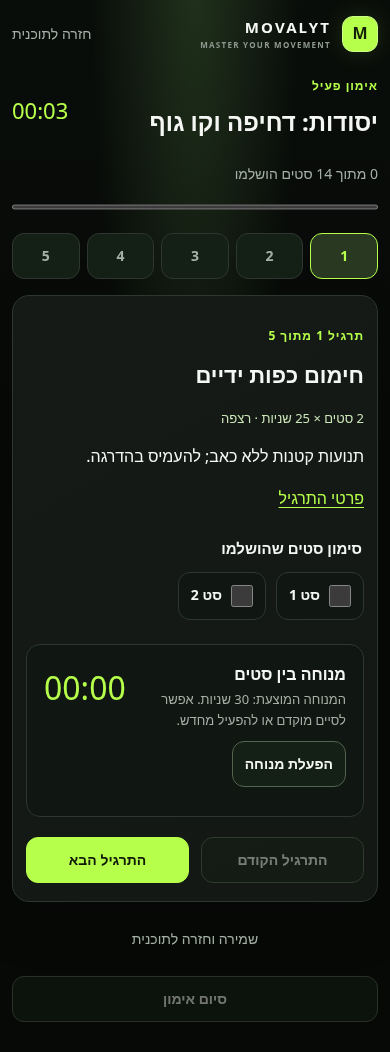 M
MOVALYT
MASTER YOUR MOVEMENT
חזרה לתוכנית
אימון פעיל
יסודות: דחיפה וקו גוף
00:03
0 מתוך 14 סטים הושלמו
1
2
3
4
5
תרגיל 1 מתוך 5
חימום כפות ידיים
2 סטים × 25 שניות · רצפה
תנועות קטנות ללא כאב; להעמיס בהדרגה.
פרטי התרגיל
סימון סטים שהושלמו
סט 1
סט 2
מנוחה בין סטים
00:00
המנוחה המוצעת: 30 שניות. אפשר
לסיים מוקדם או להפעיל מחדש.
הפעלת מנוחה
התרגיל הקודם
התרגיל הבא
שמירה וחזרה לתוכנית
סיום אימון